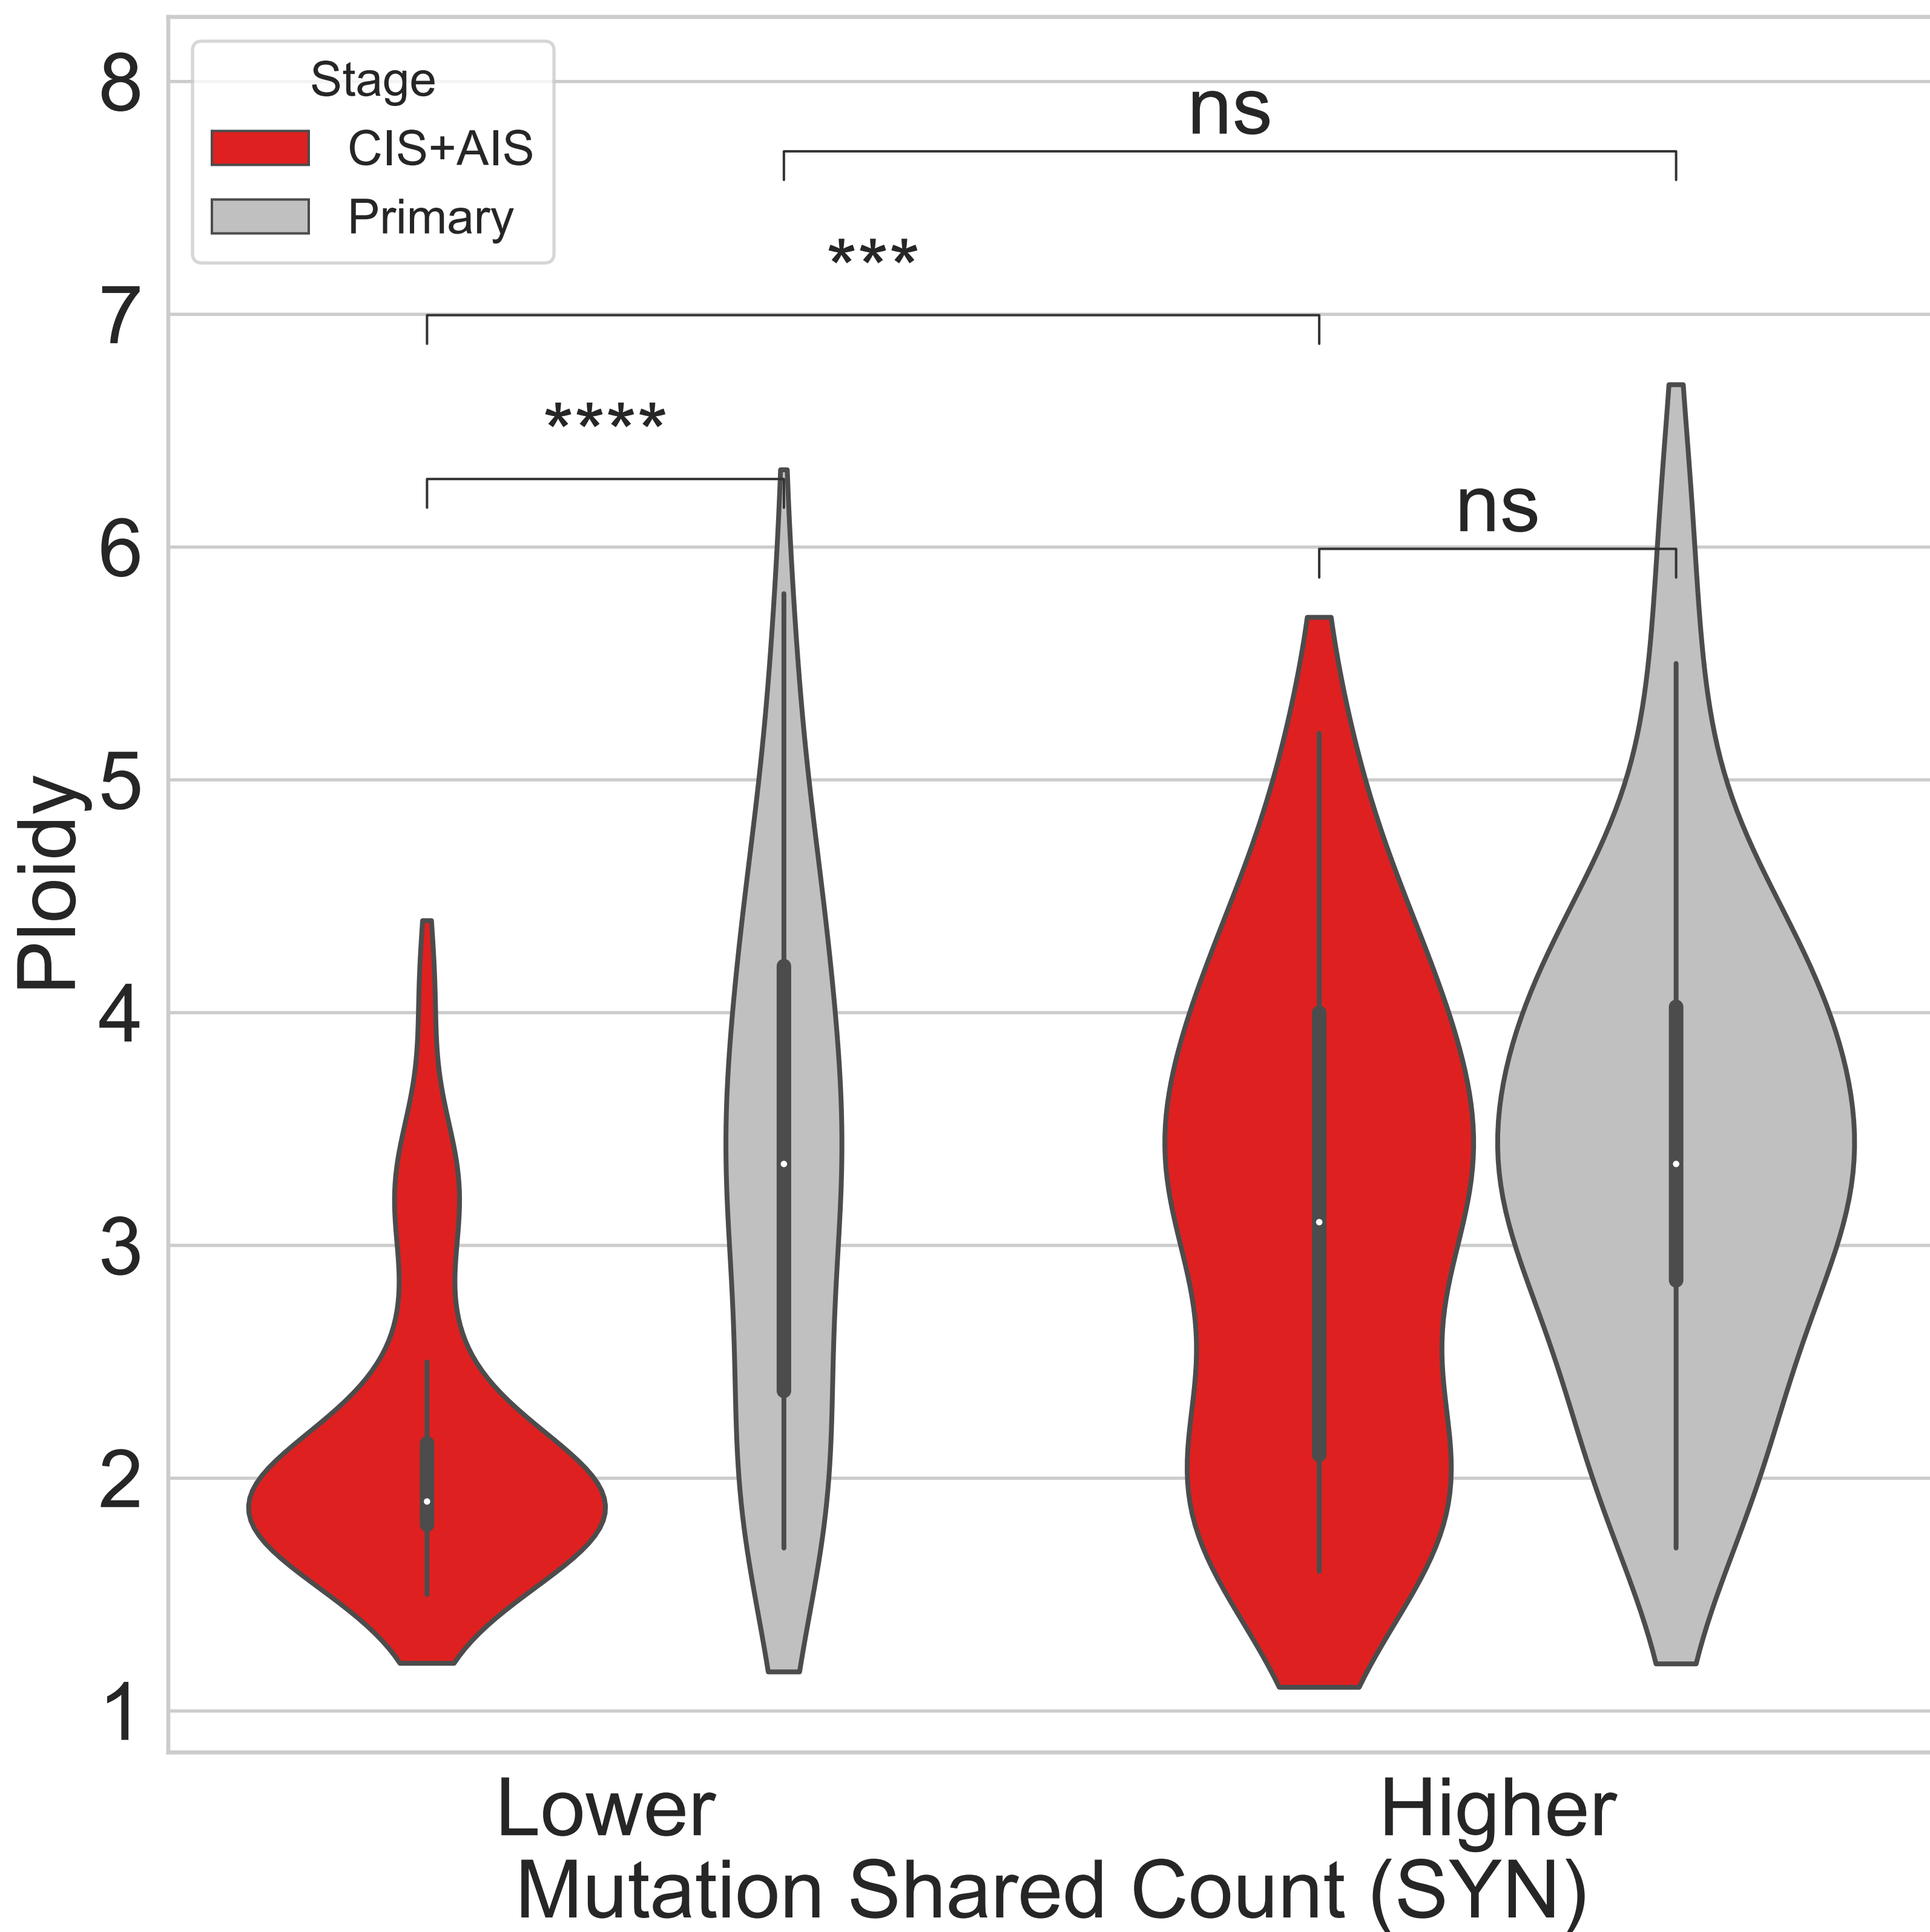 Stage
CIS+AIS
Primary
ns
***
****
ns
8
7
6
5
4
3
2
1
Ploidy
Lower
Higher
Mutation Shared Count (SYN)